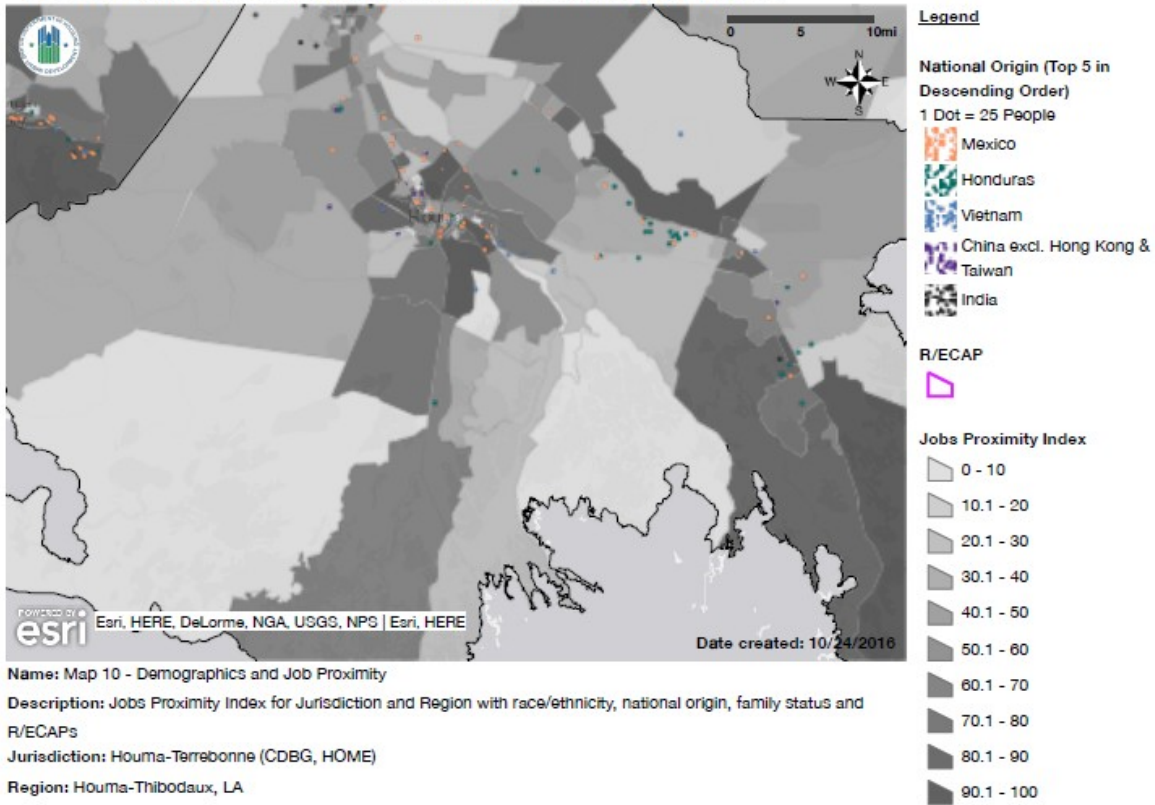 0 5 10mi
N
W E
S
POWERED BY
esri
Esri, HERE, DeLorme, NGA, USGS, NPS | Esri, HERE
Date created: 10/24/2016
Name: Map 10 - Demographics and Job Proximity
Description: Jobs Proximity Index for Jurisdiction and Region with race/ethnicity, national origin, family status and
R/ECAPs
Jurisdiction: Houma-Terrebonne (CDBG, HOME)
Region: Houma-Thibodaux, LA
Legend
National Origin (Top 5 in
Descending Order)
1 Dot = 25 People
Mexico
Honduras
Vietnam
China excl. Hong Kong &
Taiwan
India
R/ECAP
Jobs Proximity Index
0 - 10
10.1 - 20
20.1 - 30
30.1 - 40
40.1 - 50
50.1 - 60
60.1 - 70
70.1 - 80
80.1 - 90
90.1 - 100